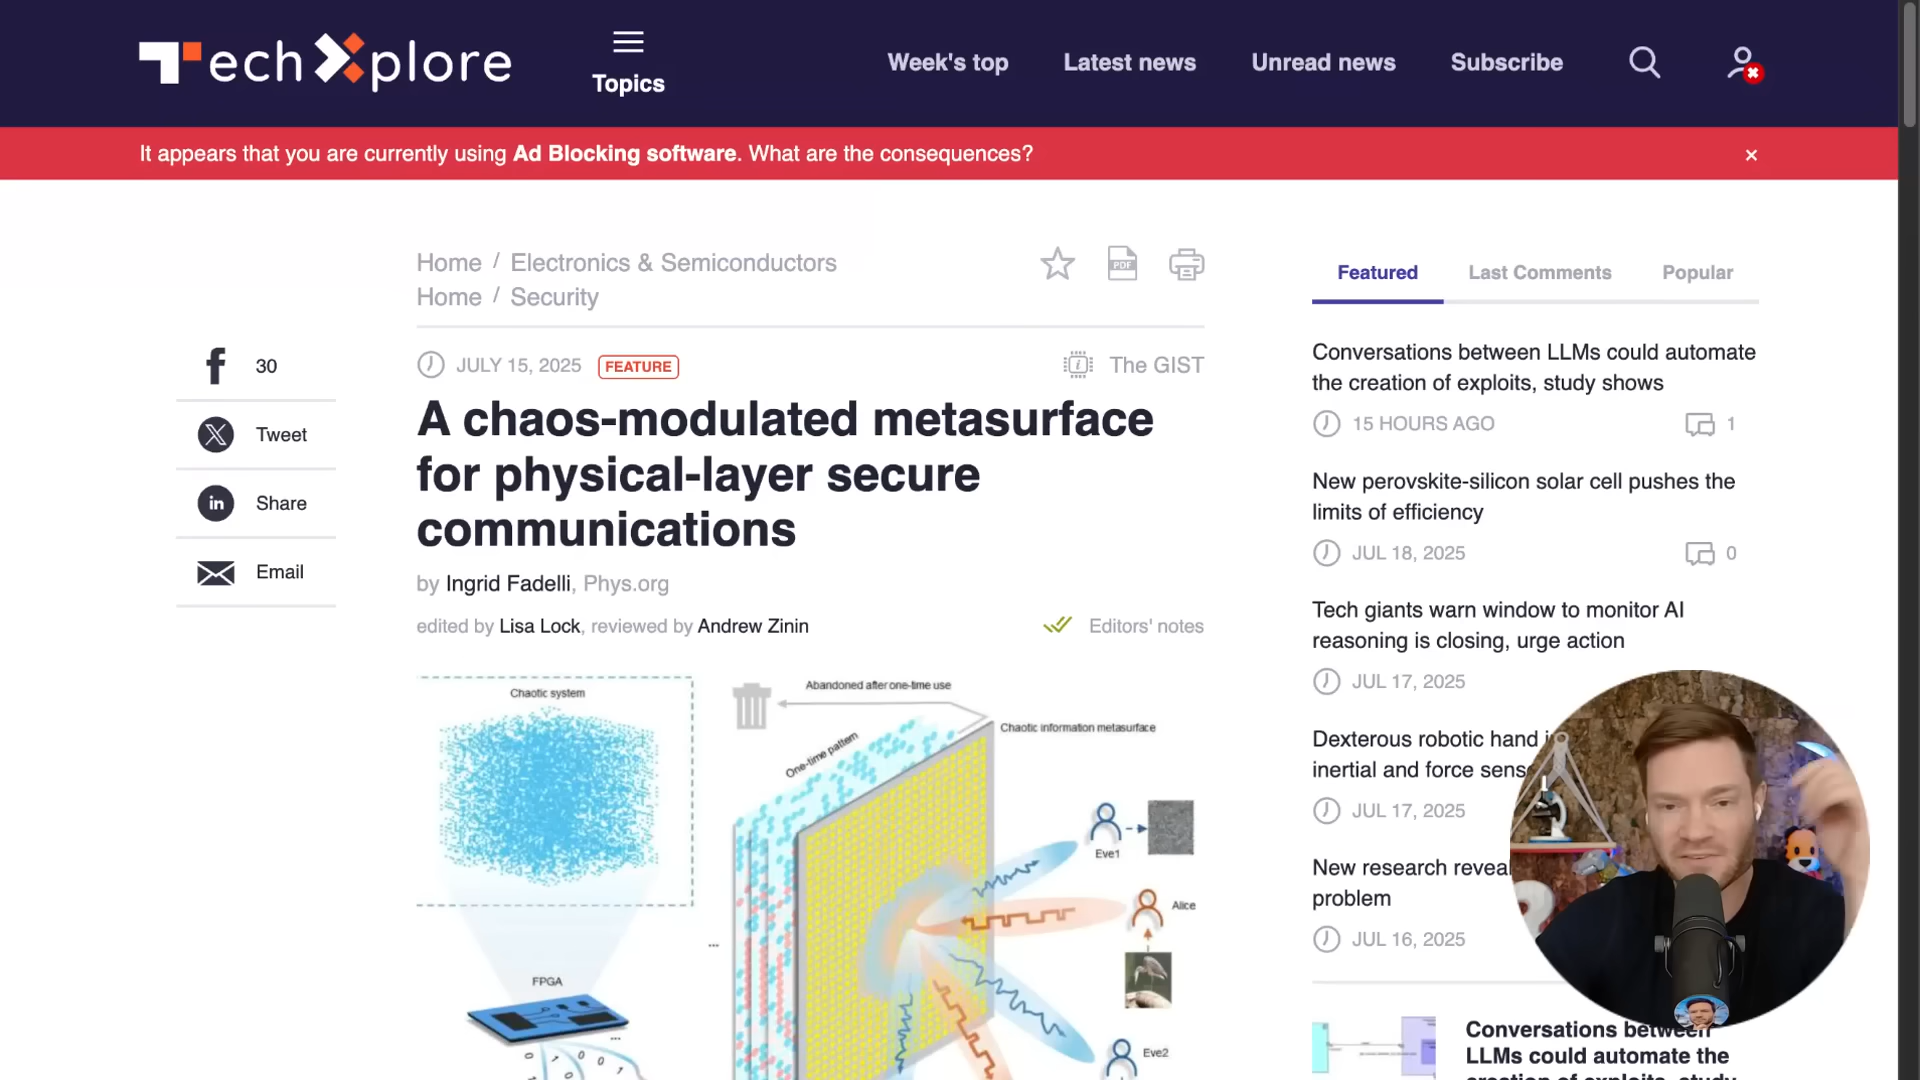 TechXplore
Topics
Week's top
Latest news
Unread news
Subscribe
It appears that you are currently using Ad Blocking software. What are the consequences?
Home / Electronics & Semiconductors
Home / Security
30
Tweet
in Share
Email
JULY 15, 2025 FEATURE
The GIST
A chaos-modulated metasurface
for physical-layer secure
communications
by Ingrid Fadelli, Phys.org
edited by Lisa Lock, reviewed by Andrew Zinin
Editors' notes
PDF
Chaotic system
Abandoned after one-time use
Chaotic information metasurface
One-time pattern
Eve1
Alice
...
FPGA
...
Eve2
Featured
Last Comments
Popular
Conversations between LLMs could automate
the creation of exploits, study shows
15 HOURS AGO
1
New perovskite-silicon solar cell pushes the
limits of efficiency
JUL 18, 2025
0
Tech giants warn window to monitor AI
reasoning is closing, urge action
JUL 17, 2025
Dexterous robotic hand
inertial and force
JUL 17, 2025
New research
problem
JUL 16, 2025
Conversations between
LLMs could automate the
creation of exploits, study